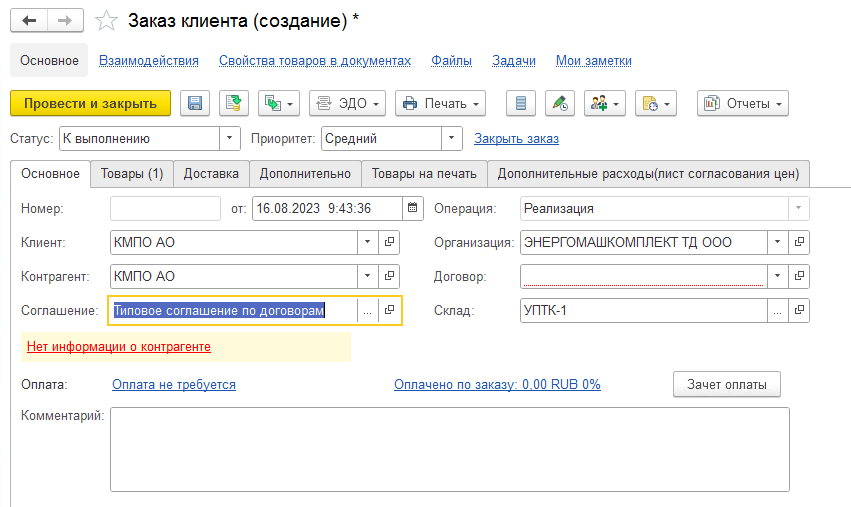 Заказ клиента (создание) *
Основное Взаимодействия Свойства товаров в документах Файлы Задачи Мои заметки
Провести и закрыть ЭДО Печать Отчеты
Статус: К выполнению Приоритет: Средний Закрыть заказ
Основное Товары (1) Доставка Дополнительно Товары на печать Дополнительные расходы(лист согласования цен)
Номер: от: 16.08.2023 9:43:36 Операция: Реализация
Клиент: КМПО АО Организация: ЭНЕРГОМАШКОМПЛЕКТ ТД ООО
Контрагент: КМПО АО Договор:
Соглашение: Типовое соглашение по договорам ... Склад: УПТК-1 ...
Нет информации о контрагенте
Оплата: Оплата не требуется Оплачено по заказу: 0,00 RUB 0% Зачет оплаты
Комментарий: